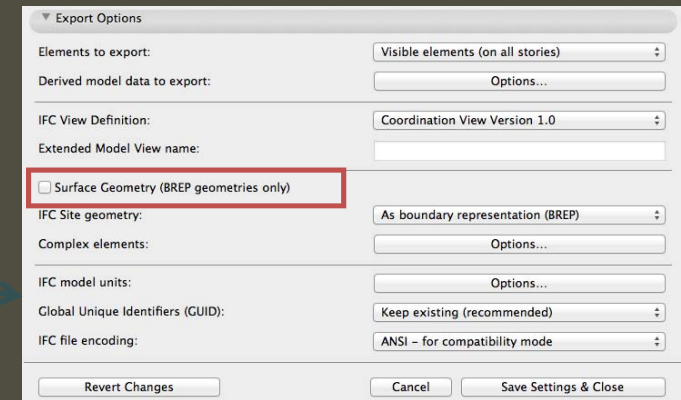 Export Options
Elements to export: Visible elements (on all stories)
Derived model data to export: Options...
IFC View Definition: Coordination View Version 1.0
Extended Model View name:
Surface Geometry (BREP geometries only)
IFC Site geometry: As boundary representation (BREP)
Complex elements: Options...
IFC model units: Options...
Global Unique Identifiers (GUID): Keep existing (recommended)
IFC file encoding: ANSI – for compatibility mode
Revert Changes Cancel Save Settings & Close